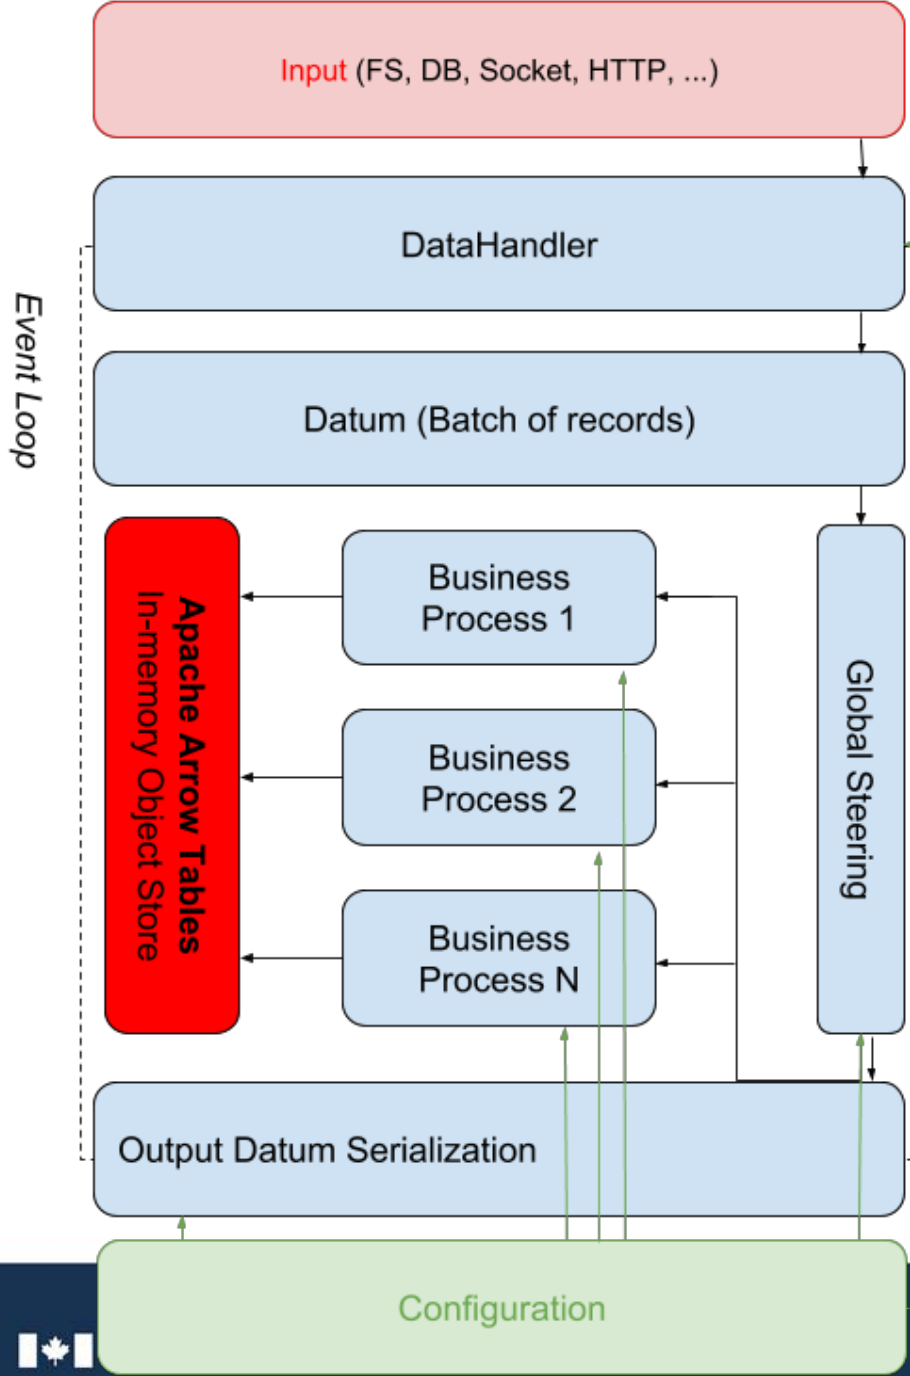 Input (FS, DB, Socket, HTTP, ...)
DataHandler
Event Loop
Datum (Batch of records)
Apache Arrow Tables
In-memory Object Store
Business
Process 1
Business
Process 2
Business
Process N
Global Steering
Output Datum Serialization
Configuration